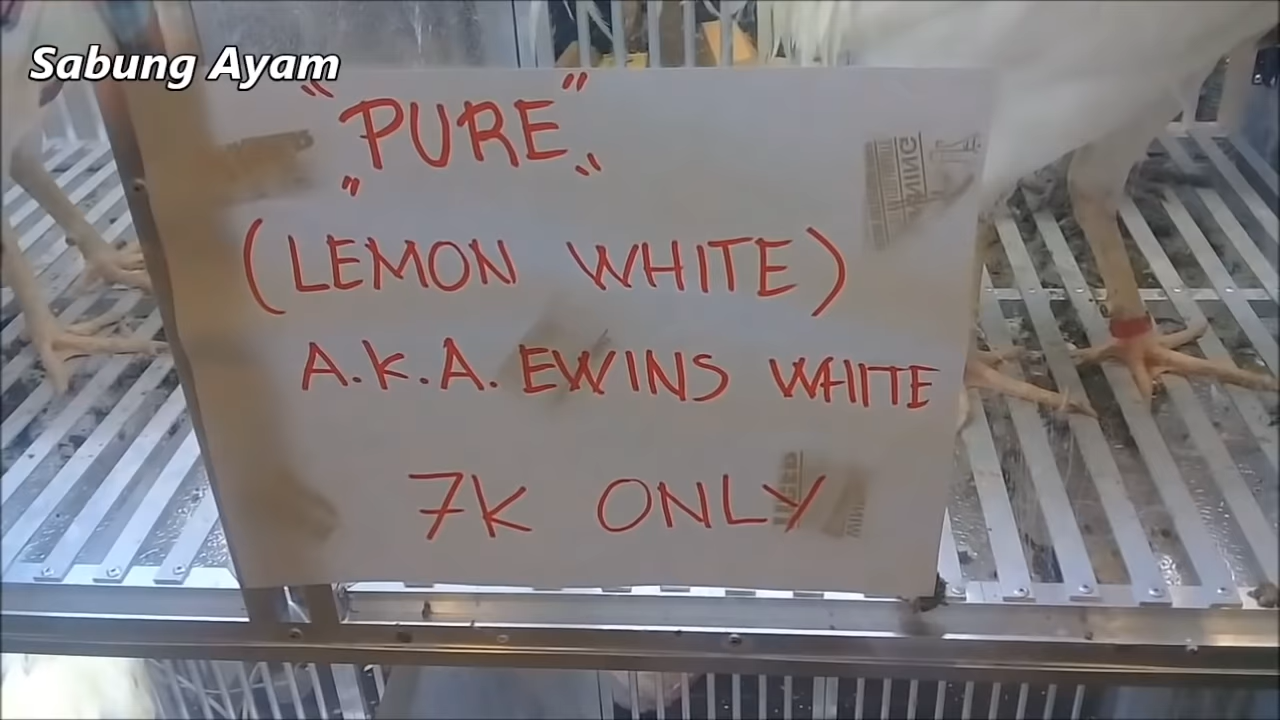 Sabung Ayam
"PURE"
(LEMON WHITE)
A.K.A. EWINS WHITE
7K ONLY